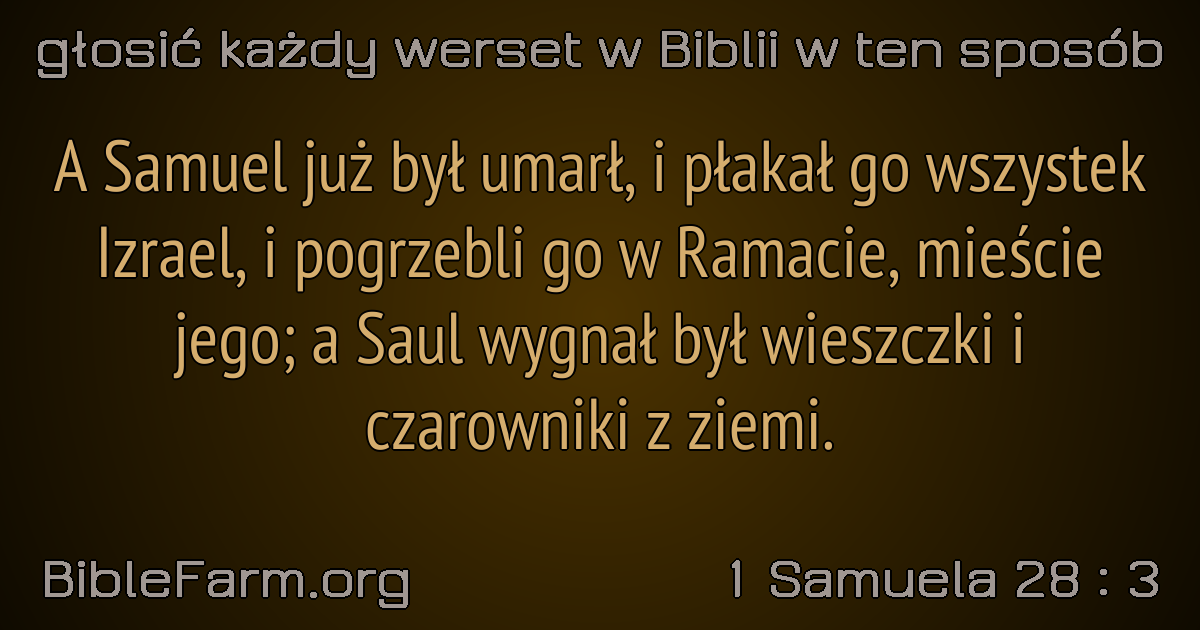 głosić każdy werset w Biblii w ten sposób
A Samuel już był umarł, i płakał go wszystek
Izrael, i pogrzebli go w Ramacie, mieście
jego; a Saul wygnał był wieszczki i
czarowniki z ziemi.
BibleFarm.org
1 Samuela 28 : 3